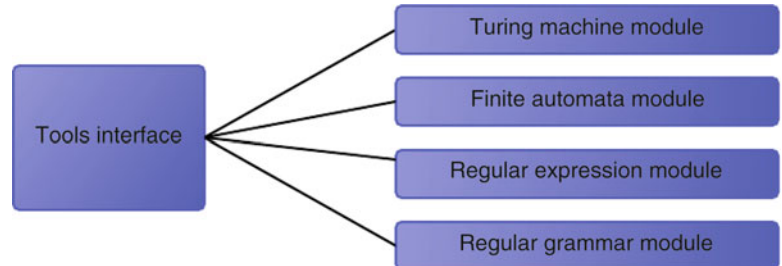 Tools interface
Turing machine module
Finite automata module
Regular expression module
Regular grammar module